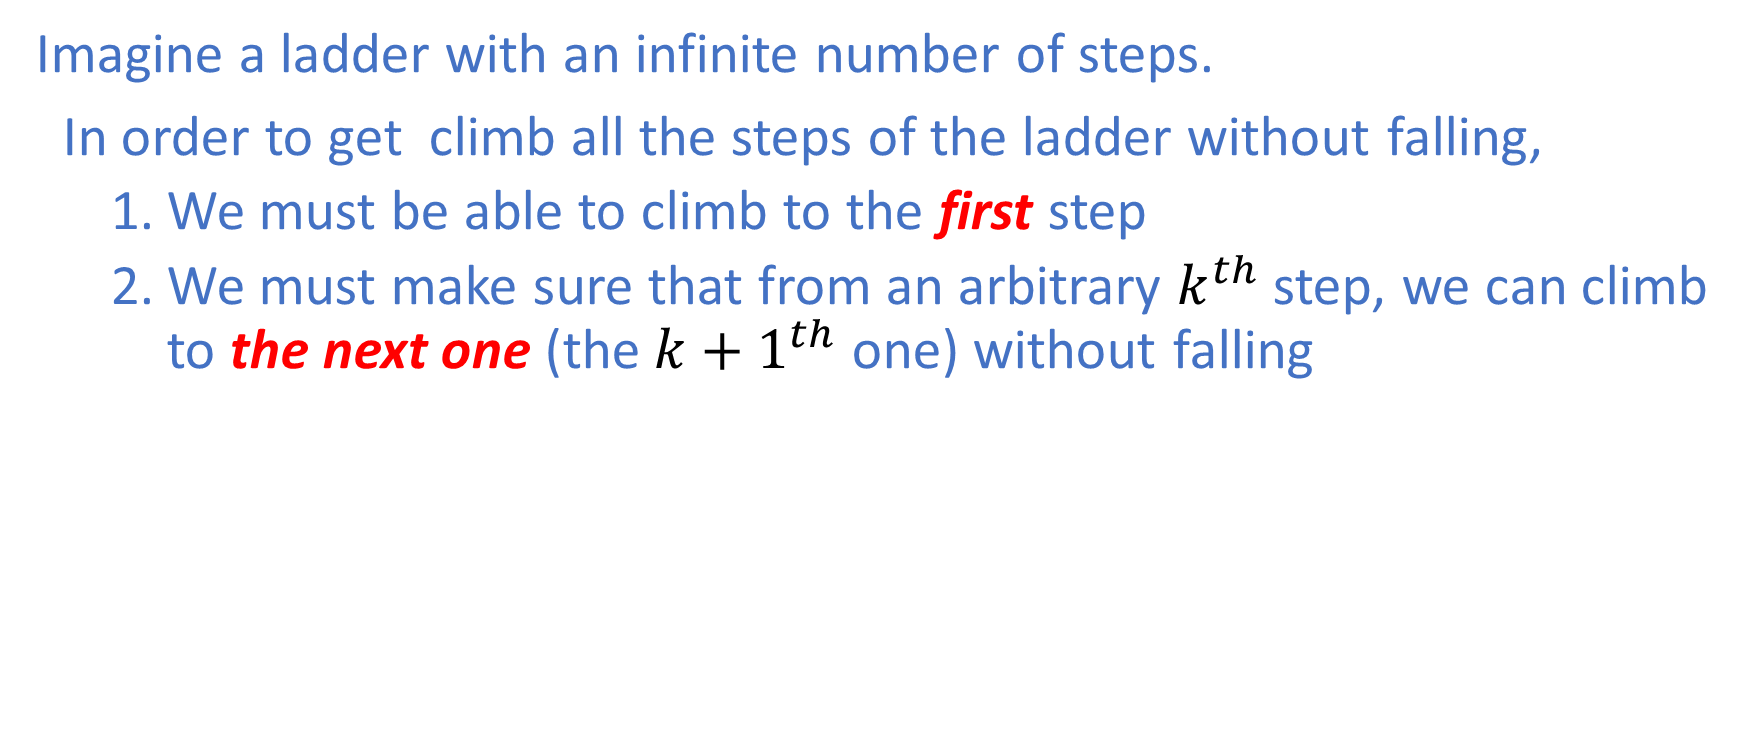 Imagine a ladder with an infinite number of steps.
In order to get  climb all the steps of the ladder without falling,
1. We must be able to climb to the first step
2. We must make sure that from an arbitrary k^{th} step, we can climb
to the next one (the k + 1^{th} one) without falling